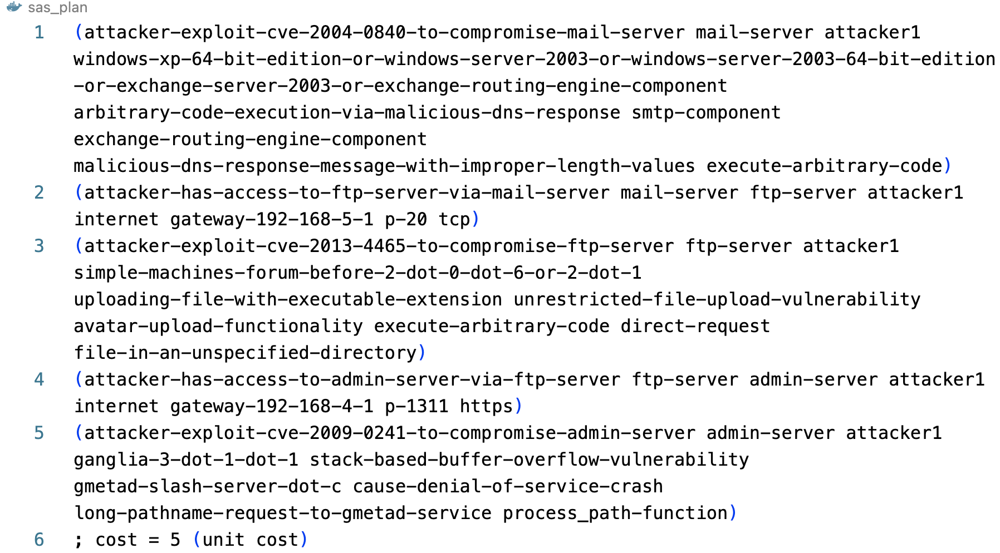 sas_plan
1 (attacker-exploit-cve-2004-0840-to-compromise-mail-server mail-server attacker1
windows-xp-64-bit-edition-or-windows-server-2003-or-windows-server-2003-64-bit-edition
-or-exchange-server-2003-or-exchange-routing-engine-component
arbitrary-code-execution-via-malicious-dns-response smtp-component
exchange-routing-engine-component
malicious-dns-response-message-with-improper-length-values execute-arbitrary-code)
2 (attacker-has-access-to-ftp-server-via-mail-server mail-server ftp-server attacker1
internet gateway-192-168-5-1 p-20 tcp)
3 (attacker-exploit-cve-2013-4465-to-compromise-ftp-server ftp-server attacker1
simple-machines-forum-before-2-dot-0-dot-6-or-2-dot-1
uploading-file-with-executable-extension unrestricted-file-upload-vulnerability
avatar-upload-functionality execute-arbitrary-code direct-request
file-in-an-unspecified-directory)
4 (attacker-has-access-to-admin-server-via-ftp-server ftp-server admin-server attacker1
internet gateway-192-168-4-1 p-1311 https)
5 (attacker-exploit-cve-2009-0241-to-compromise-admin-server admin-server attacker1
ganglia-3-dot-1-dot-1 stack-based-buffer-overflow-vulnerability
gmetad-slash-server-dot-c cause-denial-of-service-crash
long-pathname-request-to-gmetad-service process_path-function)
6 ; cost = 5 (unit cost)